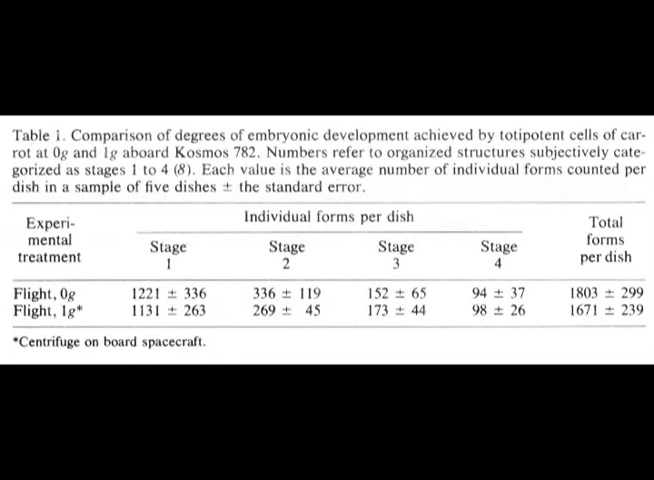 Table 1. Comparison of degrees of embryonic development achieved by totipotent cells of car-
rot at 0g and 1g aboard Kosmos 782. Numbers refer to organized structures subjectively cate-
gorized as stages 1 to 4 (8). Each value is the average number of individual forms counted per
dish in a sample of five dishes ± the standard error.
Experi-
mental
treatment
Individual forms per dish
Stage 1
Stage 2
Stage 3
Stage 4
Total
forms
per dish
Flight, 0g 1221 ± 336 336 ± 119 152 ± 65 94 ± 37 1803 ± 299
Flight, 1g* 1131 ± 263 269 ± 45 173 ± 44 98 ± 26 1671 ± 239
*Centrifuge on board spacecraft.